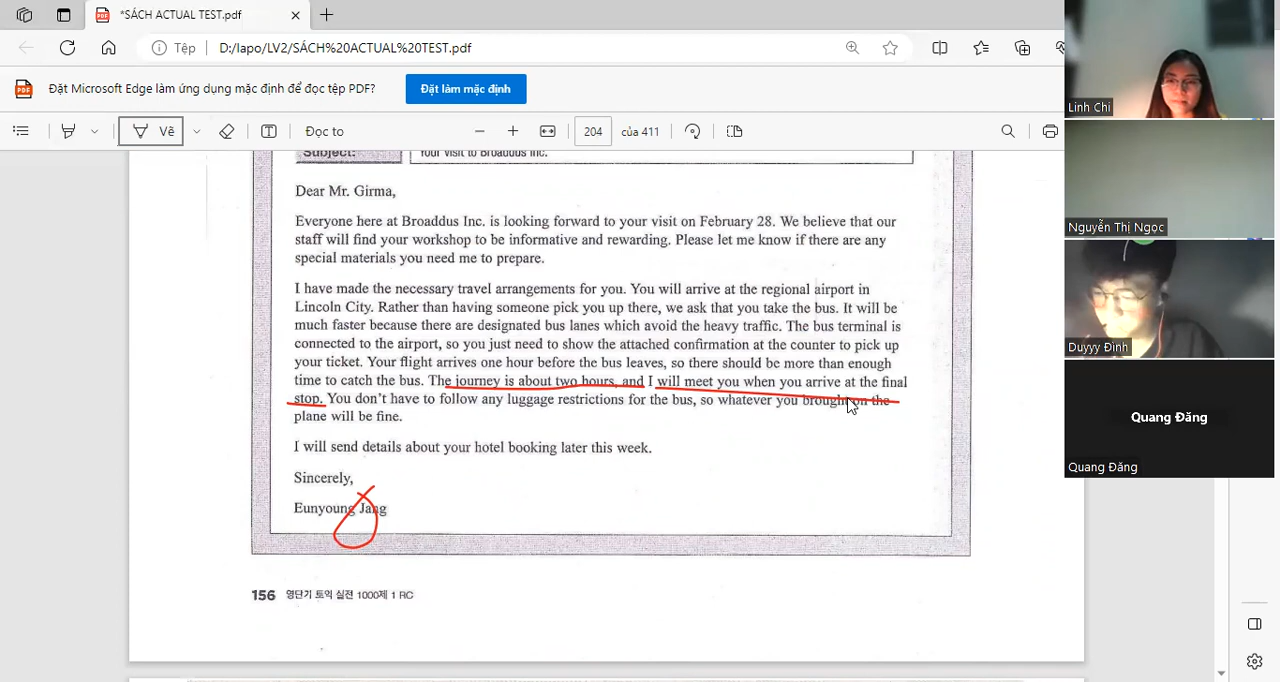 *SÁCH ACTUAL TEST.pdf
Tệp
D:/lapo/LV2/SÁCH%20ACTUAL%20TEST.pdf
Đặt Microsoft Edge làm ứng dụng mặc định để đọc tệp PDF?
Đặt làm mặc định
Vẽ
Đọc to
204
của 411
Subject:
Your visit to Broaddus Inc.
Dear Mr. Girma,
Everyone here at Broaddus Inc. is looking forward to your visit on February 28. We believe that our
staff will find your workshop to be informative and rewarding. Please let me know if there are any
special materials you need me to prepare.
I have made the necessary travel arrangements for you. You will arrive at the regional airport in
Lincoln City. Rather than having someone pick you up there, we ask that you take the bus. It will be
much faster because there are designated bus lanes which avoid the heavy traffic. The bus terminal is
connected to the airport, so you just need to show the attached confirmation at the counter to pick up
your ticket. Your flight arrives one hour before the bus leaves, so there should be more than enough
time to catch the bus. The journey is about two hours, and I will meet you when you arrive at the final
stop. You don't have to follow any luggage restrictions for the bus, so whatever you brought on the
plane will be fine.
I will send details about your hotel booking later this week.
Sincerely,
Eunyoung Jang
156 영단기 토익 실전 1000제 1 RC
Linh Chi
Nguyễn Thị Ngọc
Duyyy Đình
Quang Đăng
Quang Đăng